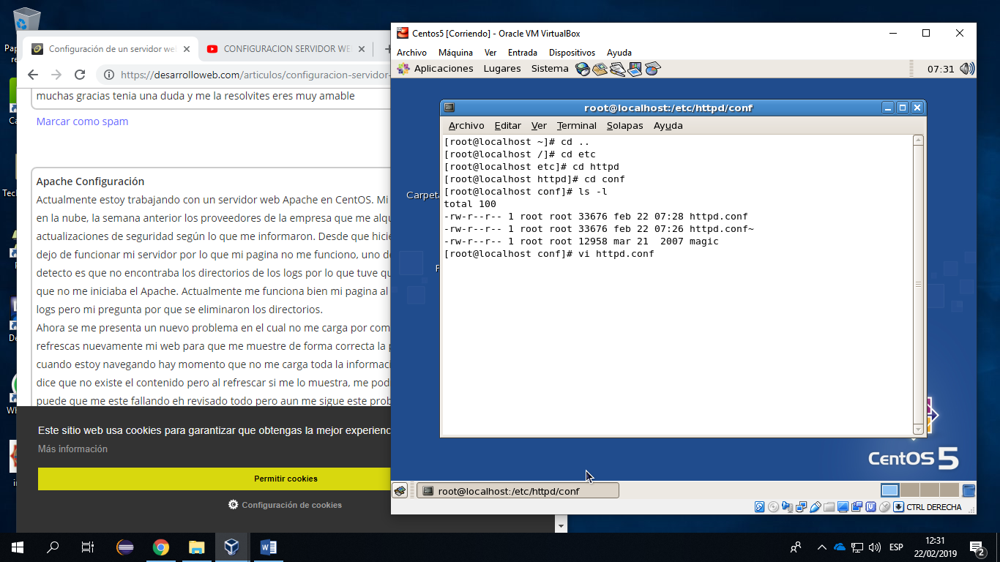 Pap
re
Ca
Tecl
De
Wh
in
Configuración de un servidor we
CONFIGURACION SERVIDOR WE
https://desarrolloweb.com/articulos/configuracion-servidor-
muchas gracias tenia una duda y me la resolvites eres muy amable
Marcar como spam
Apache Configuración
Actualmente estoy trabajando con un servidor web Apache en CentOS. Mi
en la nube, la semana anterior los proveedores de la empresa que me alqu
actualizaciones de seguridad según lo que me informaron. Desde que hicie
dejo de funcionar mi servidor por lo que mi pagina no me funciono, uno de
detecto es que no encontraba los directorios de los logs por lo que tuve qu
que no me iniciaba el Apache. Actualmente me funciona bien mi pagina al
logs pero mi pregunta por que se eliminaron los directorios.
Ahora se me presenta un nuevo problema en el cual no me carga por com
refrescas nuevamente mi web para que me muestre de forma correcta la p
cuando estoy navegando hay momento que no me carga toda la informaci
dice que no existe el contenido pero al refrescar si me lo muestra, me pod
puede que me este fallando eh revisado todo pero aun me sigue este prob
Este sitio web usa cookies para garantizar que obtengas la mejor experienc
Más información
Permitir cookies
Configuración de cookies
Centos5 [Corriendo] - Oracle VM VirtualBox
Archivo Máquina Ver Entrada Dispositivos Ayuda
Aplicaciones Lugares Sistema 07:31
Carpeta
root@localhost:/etc/httpd/conf
Archivo Editar Ver Terminal Solapas Ayuda
[root@localhost ~]# cd ..
[root@localhost /]# cd etc
[root@localhost etc]# cd httpd
[root@localhost httpd]# cd conf
[root@localhost conf]# ls -l
total 100
-rw-r--r-- 1 root root 33676 feb 22 07:28 httpd.conf
-rw-r--r-- 1 root root 33676 feb 22 07:26 httpd.conf~
-rw-r--r-- 1 root root 12958 mar 21  2007 magic
[root@localhost conf]# vi httpd.conf
CentOS 5
root@localhost:/etc/httpd/conf
CTRL DERECHA
ESP
12:31
22/02/2019
2